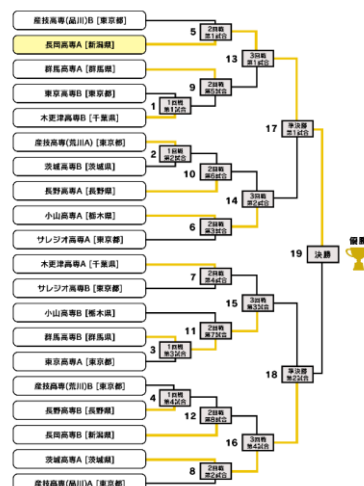 産技高専(品川)B [東京都]
長岡高専A [新潟県]
群馬高専A [群馬県]
東京高専B [東京都]
木更津高専B [千葉県]
産技高専(荒川)A [東京都]
茨城高専B [茨城県]
長野高専A [長野県]
小山高専A [栃木県]
サレジオ高専A [東京都]
木更津高専A [千葉県]
サレジオ高専B [東京都]
小山高専B [栃木県]
群馬高専B [群馬県]
東京高専A [東京都]
産技高専(荒川)B [東京都]
長野高専B [長野県]
長岡高専B [新潟県]
茨城高専A [茨城県]
産技高専(品川)A [東京都]
1 1回戦 第1試合
2 1回戦 第2試合
3 1回戦 第3試合
4 1回戦 第4試合
5 2回戦 第1試合
9 2回戦 第5試合
10 2回戦 第6試合
6 2回戦 第3試合
7 2回戦 第4試合
11 2回戦 第7試合
12 2回戦 第8試合
8 2回戦 第2試合
13 3回戦 第1試合
14 3回戦 第2試合
15 3回戦 第3試合
16 3回戦 第4試合
17 準決勝 第1試合
18 準決勝 第2試合
19 決勝
優勝